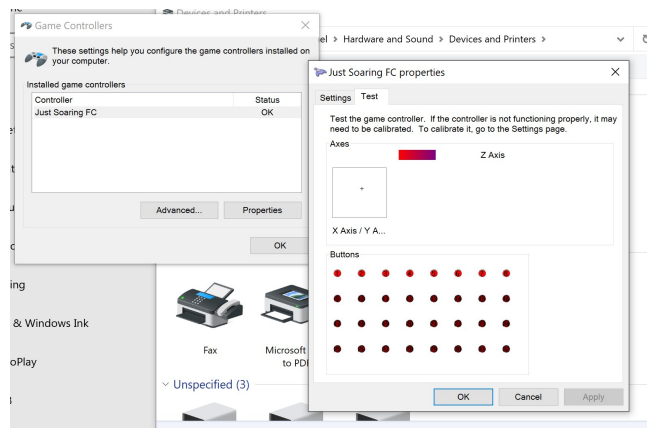 Devices and Printers
Game Controllers
el > Hardware and Sound > Devices and Printers >
These settings help you configure the game controllers installed on
your computer.
Installed game controllers
Controller Status
Just Soaring FC OK
Advanced... Properties
OK
Just Soaring FC properties
Settings Test
Test the game controller. If the controller is not functioning properly, it may
need to be calibrated. To calibrate it, go to the Settings page.
Axes
Z Axis
X Axis / Y A...
Buttons
OK Cancel Apply
ing
& Windows Ink
oPlay
Fax
Microsoft
to PDF
Unspecified (3)